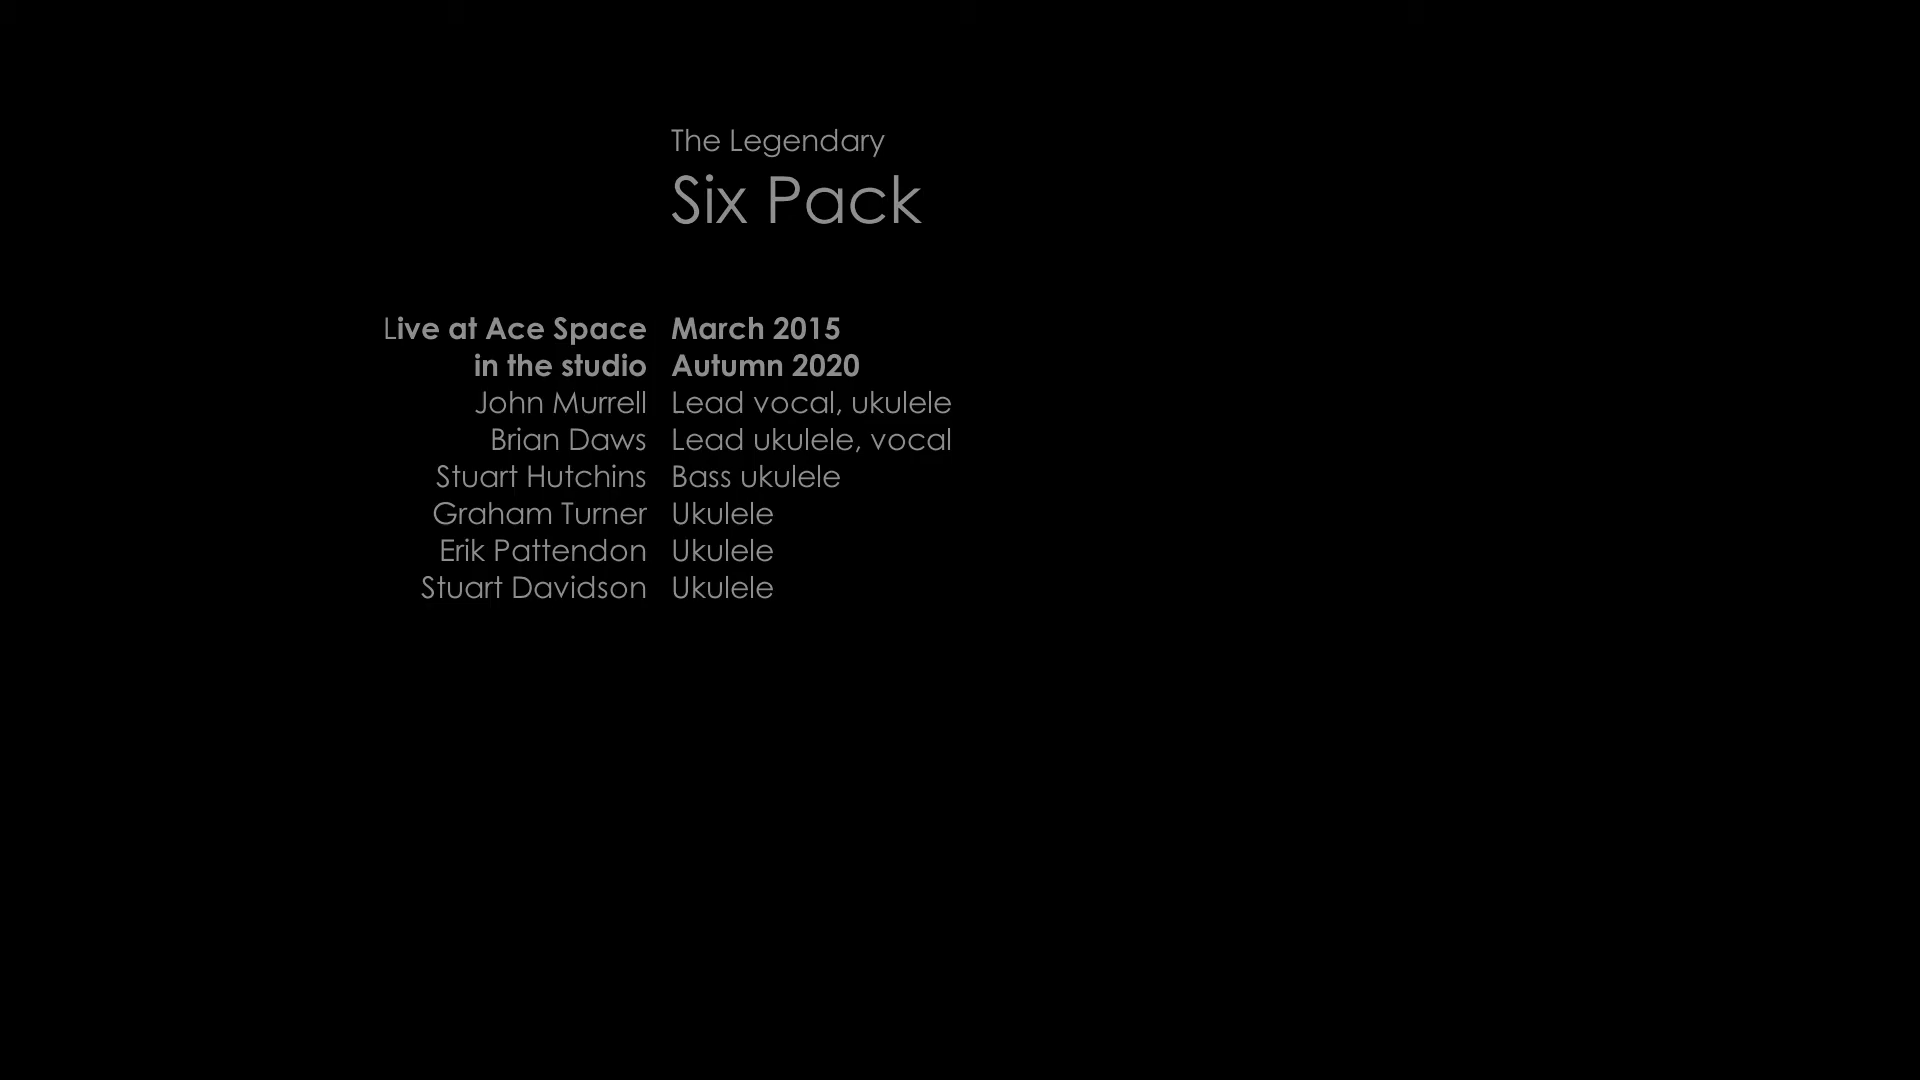 The Legendary
Six Pack
Live at Ace Space March 2015
in the studio Autumn 2020
John Murrell Lead vocal, ukulele
Brian Daws Lead ukulele, vocal
Stuart Hutchins Bass ukulele
Graham Turner Ukulele
Erik Pattendon Ukulele
Stuart Davidson Ukulele